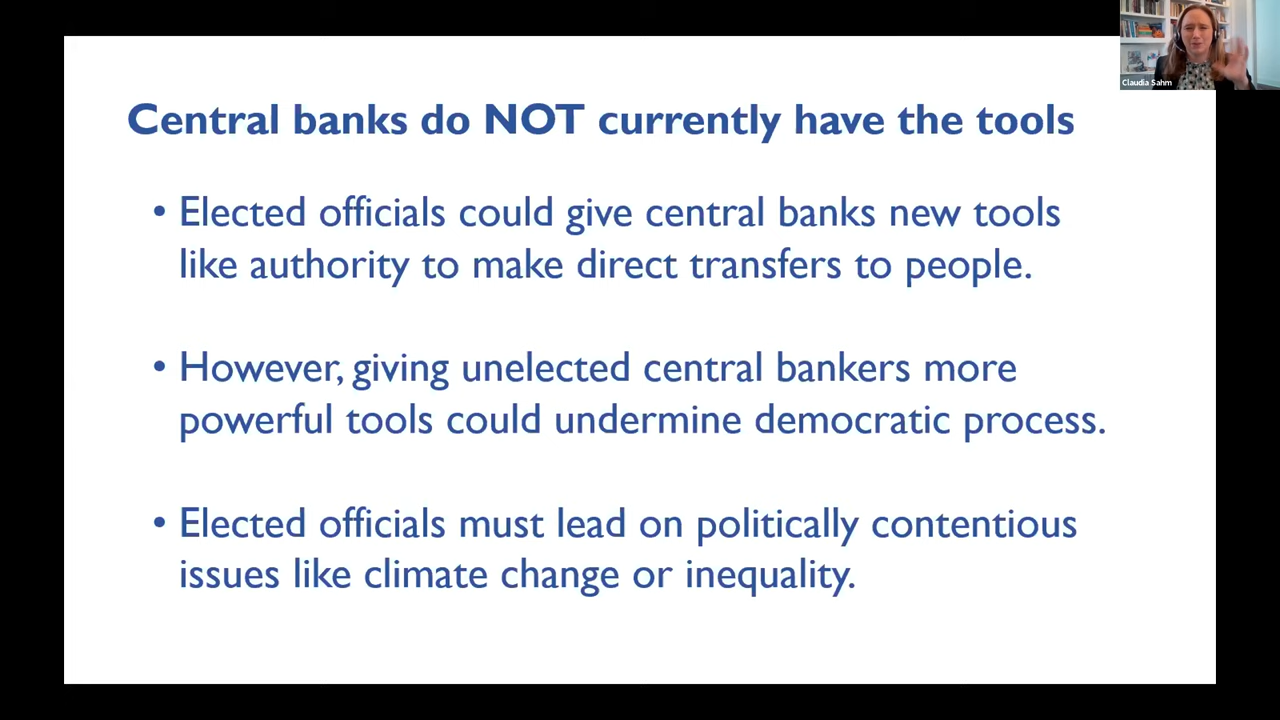 Claudia Sahm
Central banks do NOT currently have the tools
• Elected officials could give central banks new tools
like authority to make direct transfers to people.
• However, giving unelected central bankers more
powerful tools could undermine democratic process.
• Elected officials must lead on politically contentious
issues like climate change or inequality.